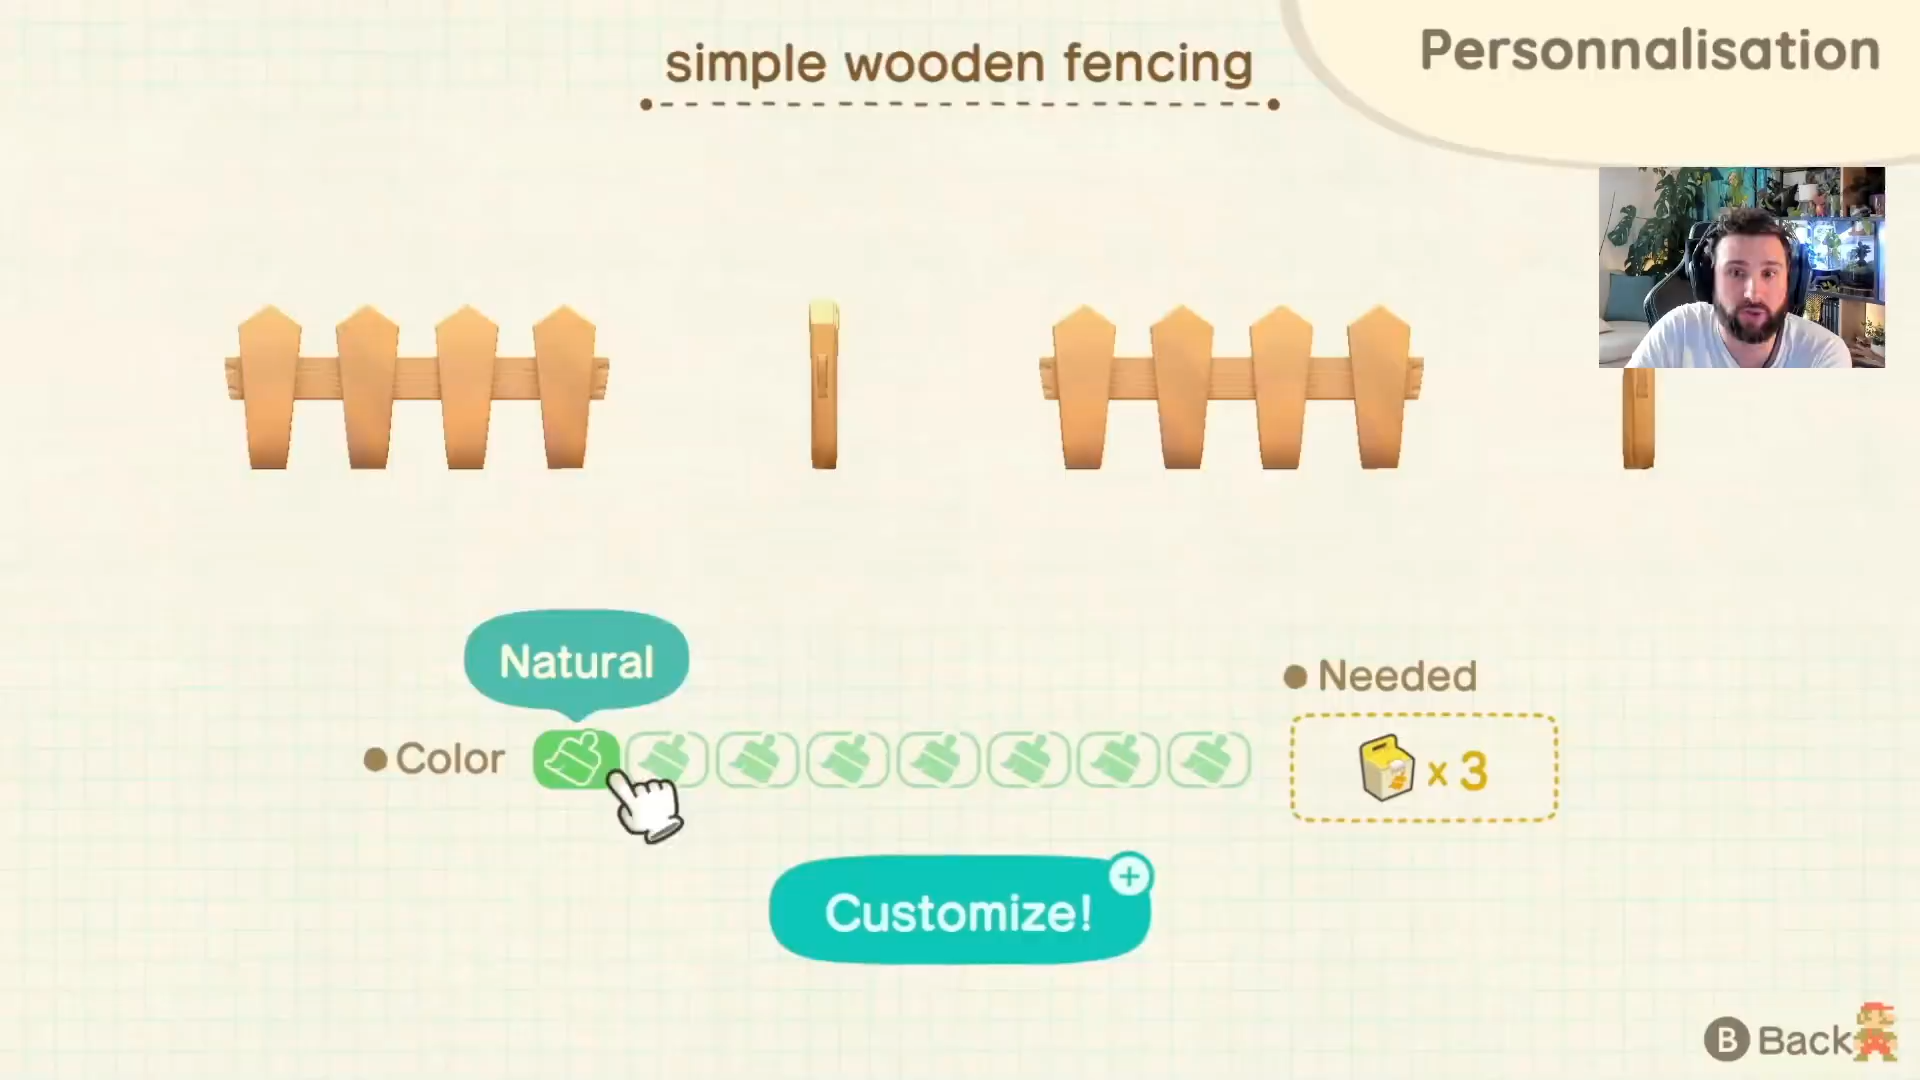 simple wooden fencing
Personnalisation
Natural
Color
Needed
x 3
Customize!
B Back